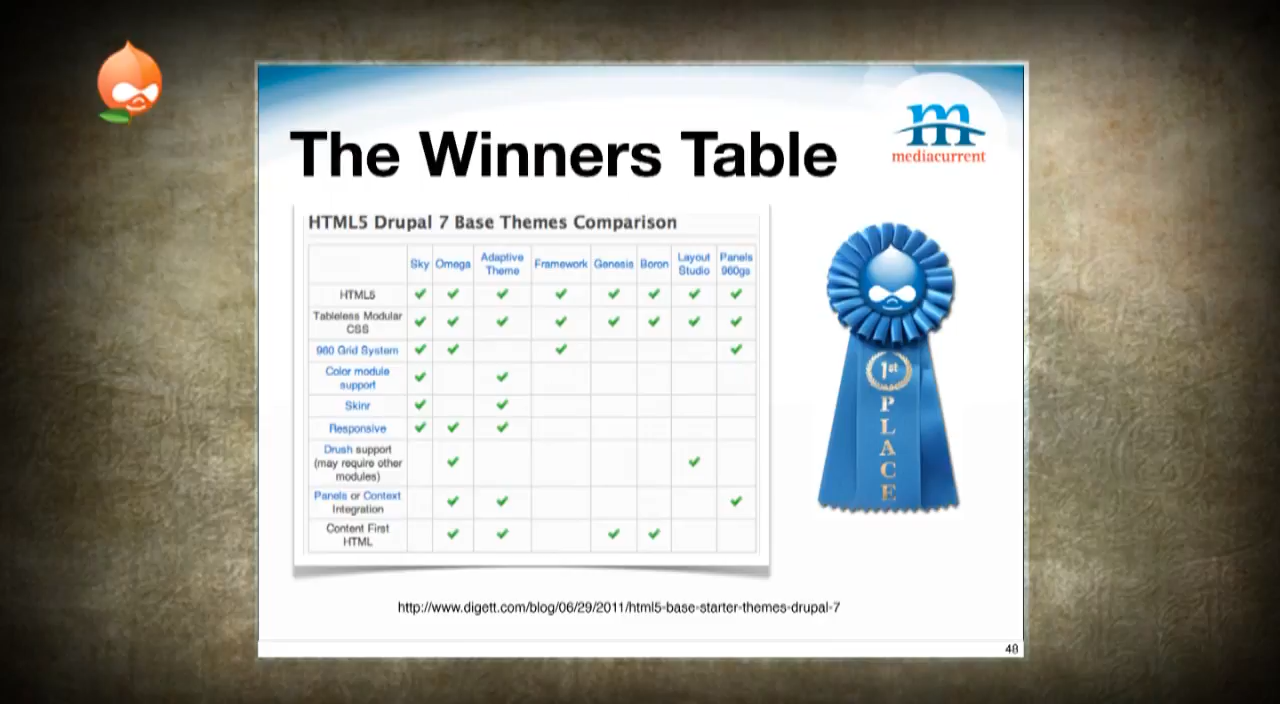 The Winners Table
m
mediacurrent
HTML5 Drupal 7 Base Themes Comparison
Sky Omega Adaptive Theme Framework Genesis Boron Layout Studio Panels 960gs
HTML5
Tableless Modular
CSS
960 Grid System
Color module
support
Skinr
Responsive
Drush support
(may require other
modules)
Panels or Context
Integration
Content First
HTML
1st
PLACE
http://www.digett.com/blog/06/29/2011/html5-base-starter-themes-drupal-7
48